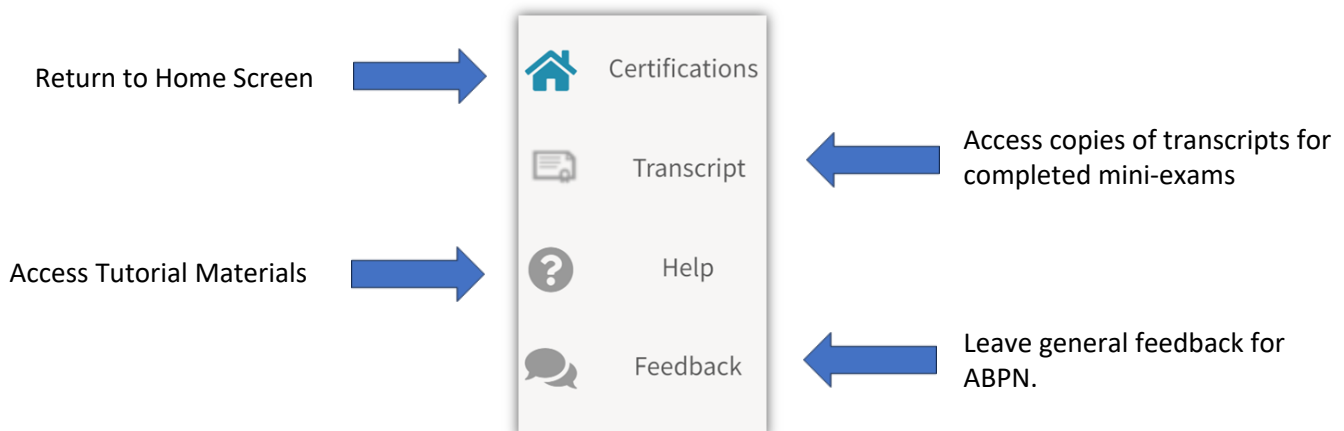 Return to Home Screen
Certifications
Transcript
Access copies of transcripts for
completed mini-exams
Access Tutorial Materials
Help
Feedback
Leave general feedback for
ABPN.